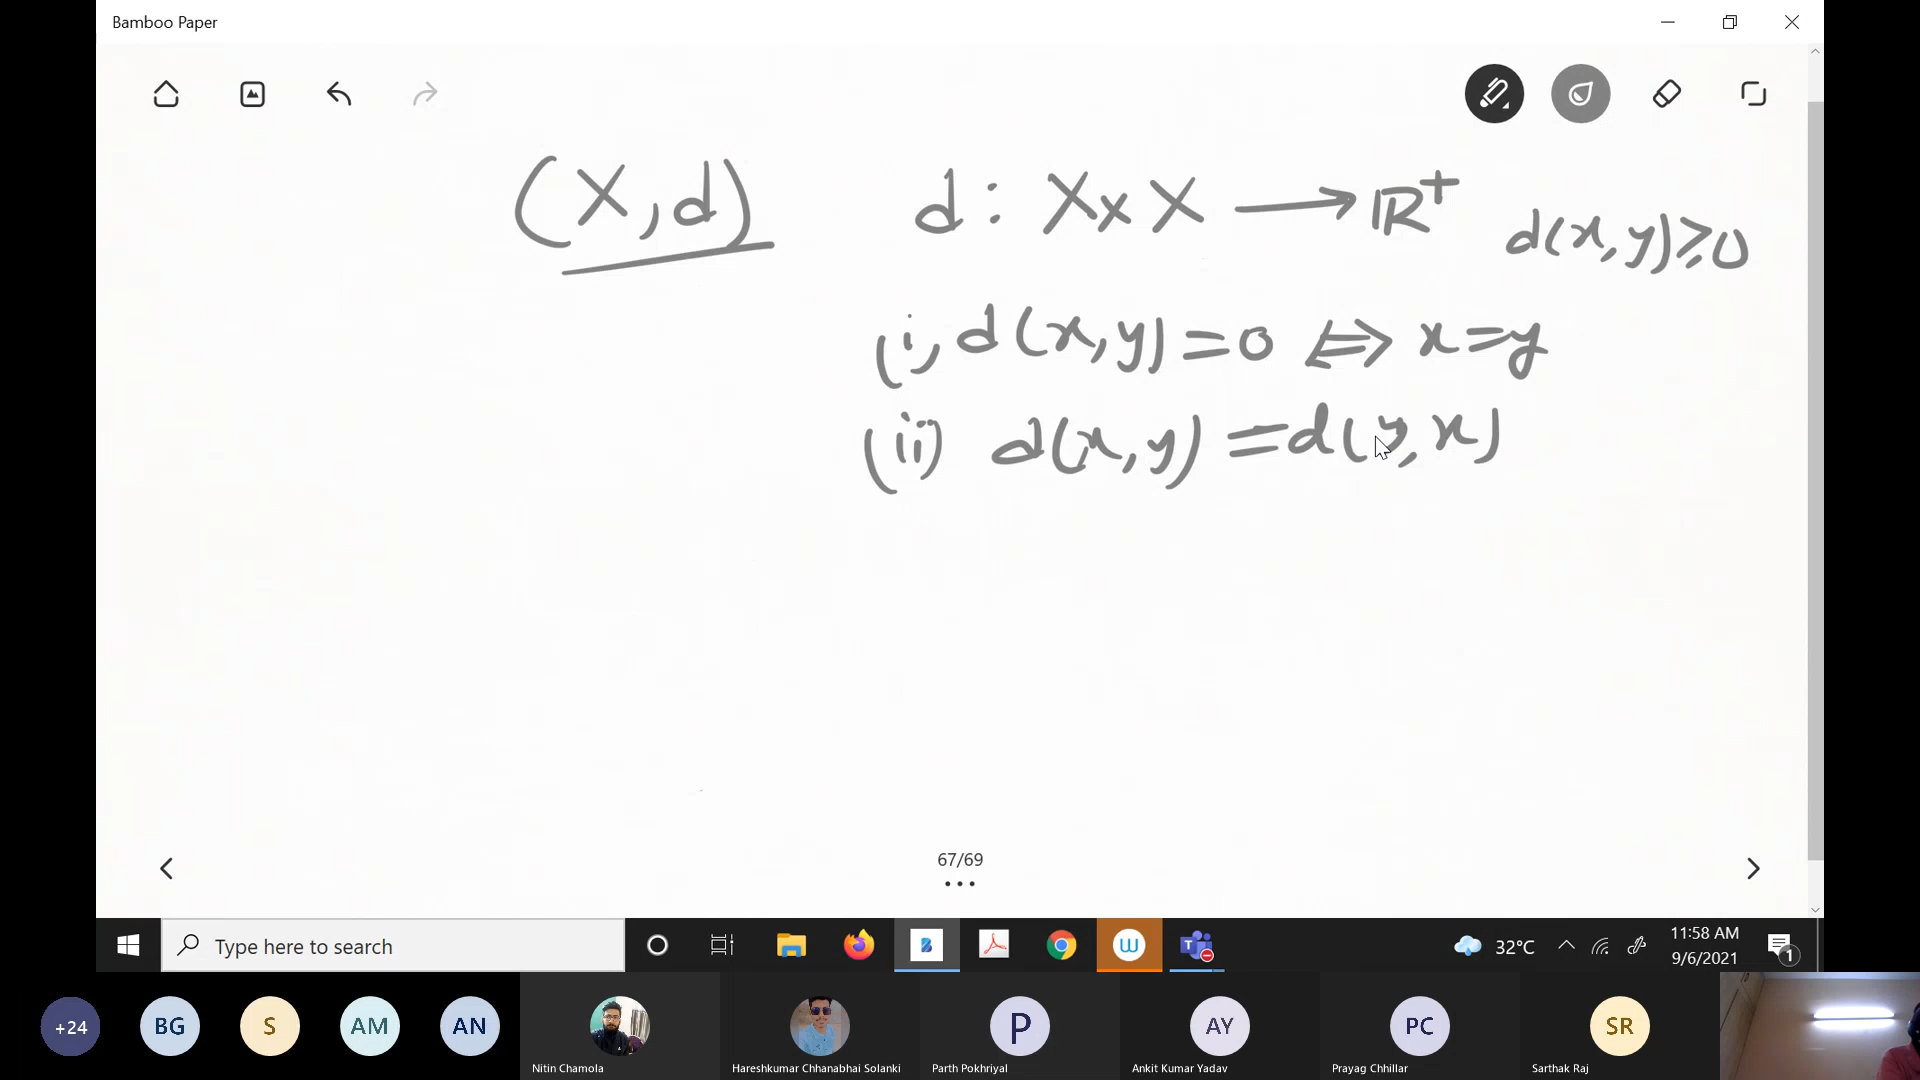 Bamboo Paper
(X,d) d : X x X ⟶ ℝ⁺ d(x,y)⩾0
(i) d(x,y)=0 ⟺ x=y
(ii) d(x,y) = d(y,x)
67/69
Type here to search
32°C
11:58 AM
9/6/2021
1
+24
BG
S
AM
AN
P
AY
PC
SR
Nitin Chamola
Hareshkumar Chhanabhai Solanki
Parth Pokhriyal
Ankit Kumar Yadav
Prayag Chhillar
Sarthak Raj